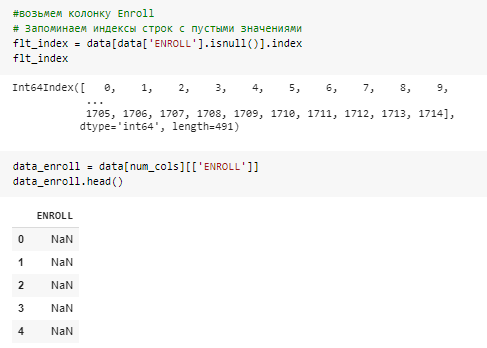 #возьмем колонку Enroll
# Запоминаем индексы строк с пустыми значениями
flt_index = data[data['ENROLL'].isnull()].index
flt_index
Int64Index([   0,    1,    2,    3,    4,    5,    6,    7,    8,    9,
...
1705, 1706, 1707, 1708, 1709, 1710, 1711, 1712, 1713, 1714],
dtype='int64', length=491)
data_enroll = data[num_cols][['ENROLL']]
data_enroll.head()
ENROLL
0 NaN
1 NaN
2 NaN
3 NaN
4 NaN